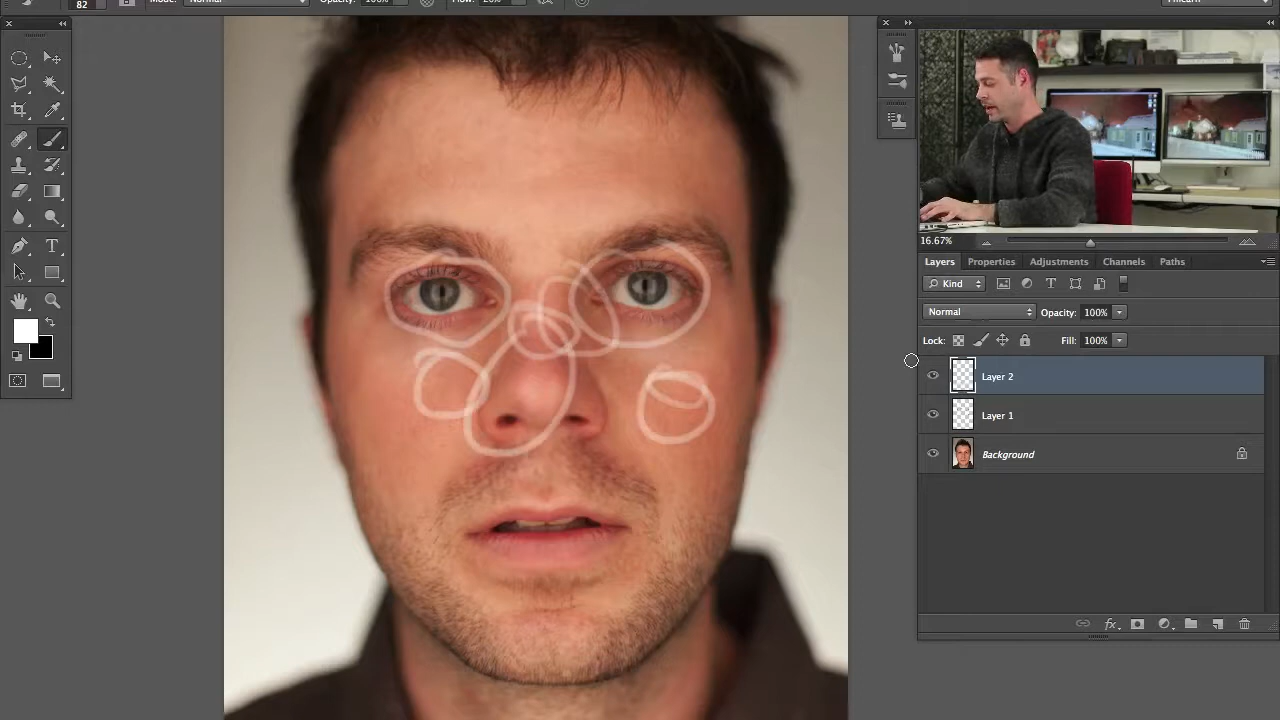 82
Mode: Normal
Opacity: 100%
Flow: 20%
16.67%
Layers Properties Adjustments Channels Paths
Kind
Normal Opacity: 100%
Lock: Fill: 100%
Layer 2
Layer 1
Background